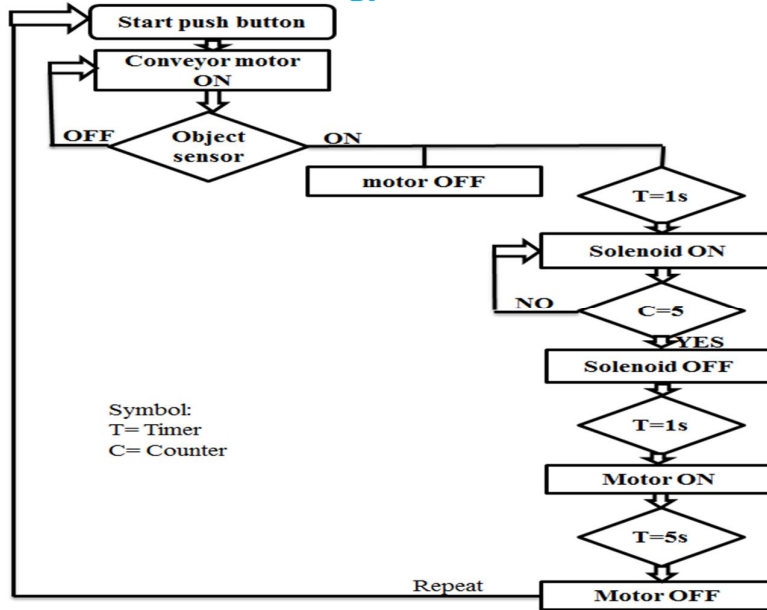 Start push button
Conveyor motor
ON
OFF
Object
sensor
ON
motor OFF
T=1s
Solenoid ON
NO
C=5
YES
Solenoid OFF
Symbol:
T= Timer
C= Counter
T=1s
Motor ON
T=5s
Repeat
Motor OFF